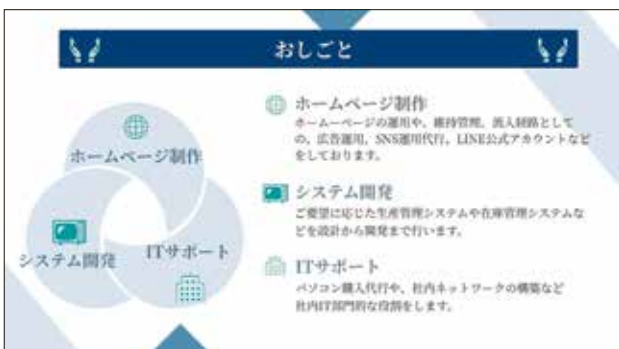 おしごと
ホームページ制作
システム開発
ITサポート
ホームページ制作
ホームーページの運用や、維持管理、流入経路として
の、広告運用、SNS運用代行、LINE公式アカウントなど
をしております。
システム開発
ご要望に応じた生産管理システムや在庫管理システムな
どを設計から開発まで行います。
ITサポート
パソコン購入代行や、社内ネットワークの構築など
社内IT部門的な役割をします。